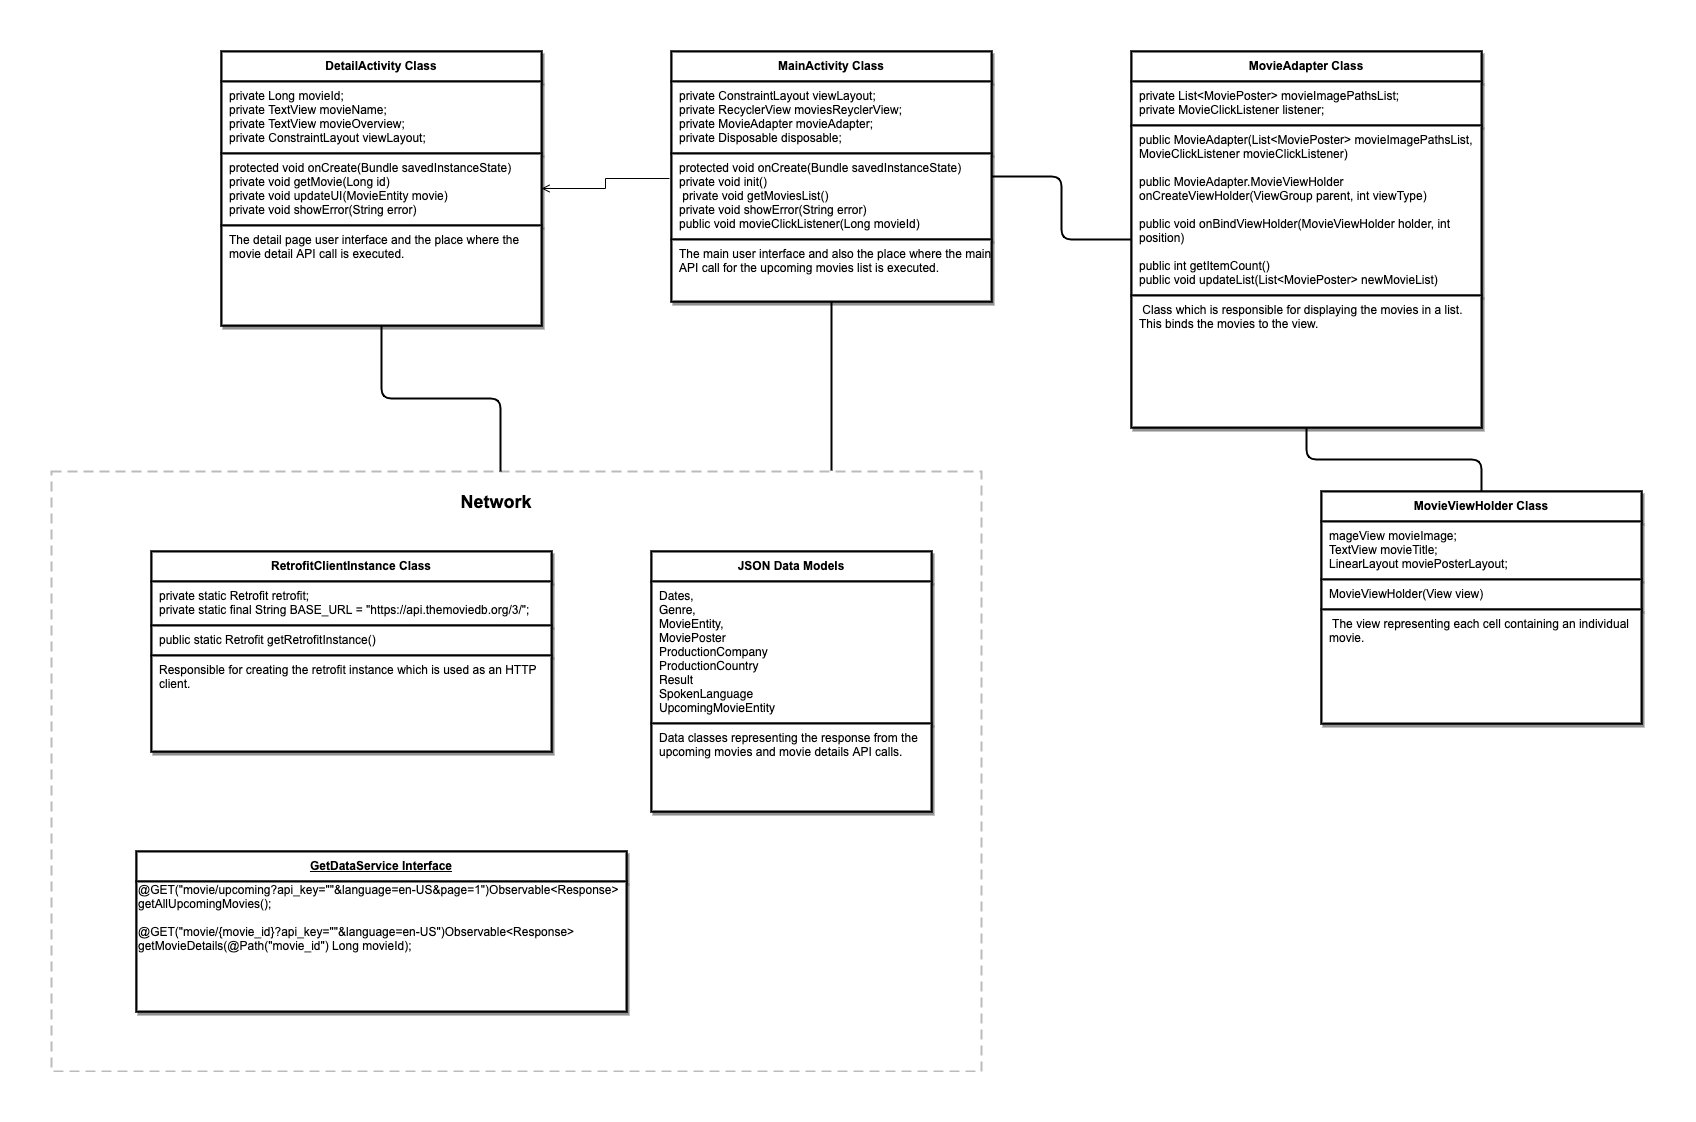 DetailActivity Class
private Long movieId;
private TextView movieName;
private TextView movieOverview;
private ConstraintLayout viewLayout;
protected void onCreate(Bundle savedInstanceState)
private void getMovie(Long id)
private void updateUI(MovieEntity movie)
private void showError(String error)
The detail page user interface and the place where the
movie detail API call is executed.
MainActivity Class
private ConstraintLayout viewLayout;
private RecyclerView moviesReyclerView;
private MovieAdapter movieAdapter;
private Disposable disposable;
protected void onCreate(Bundle savedInstanceState)
private void init()
private void getMoviesList()
private void showError(String error)
public void movieClickListener(Long movieId)
The main user interface and also the place where the main
API call for the upcoming movies list is executed.
MovieAdapter Class
private List<MoviePoster> movieImagePathsList;
private MovieClickListener listener;
public MovieAdapter(List<MoviePoster> movieImagePathsList,
MovieClickListener movieClickListener)
public MovieAdapter.MovieViewHolder
onCreateViewHolder(ViewGroup parent, int viewType)
public void onBindViewHolder(MovieViewHolder holder, int
position)
public int getItemCount()
public void updateList(List<MoviePoster> newMovieList)
Class which is responsible for displaying the movies in a list.
This binds the movies to the view.
MovieViewHolder Class
mageView movieImage;
TextView movieTitle;
LinearLayout moviePosterLayout;
MovieViewHolder(View view)
The view representing each cell containing an individual
movie.
Network
RetrofitClientInstance Class
private static Retrofit retrofit;
private static final String BASE_URL = "https://api.themoviedb.org/3/";
public static Retrofit getRetrofitInstance()
Responsible for creating the retrofit instance which is used as an HTTP
client.
JSON Data Models
Dates,
Genre,
MovieEntity,
MoviePoster
ProductionCompany
ProductionCountry
Result
SpokenLanguage
UpcomingMovieEntity
Data classes representing the response from the
upcoming movies and movie details API calls.
GetDataService Interface
@GET("movie/upcoming?api_key=""&language=en-US&page=1")Observable<Response>
getAllUpcomingMovies();
@GET("movie/{movie_id}?api_key=""&language=en-US")Observable<Response>
getMovieDetails(@Path("movie_id") Long movieId);